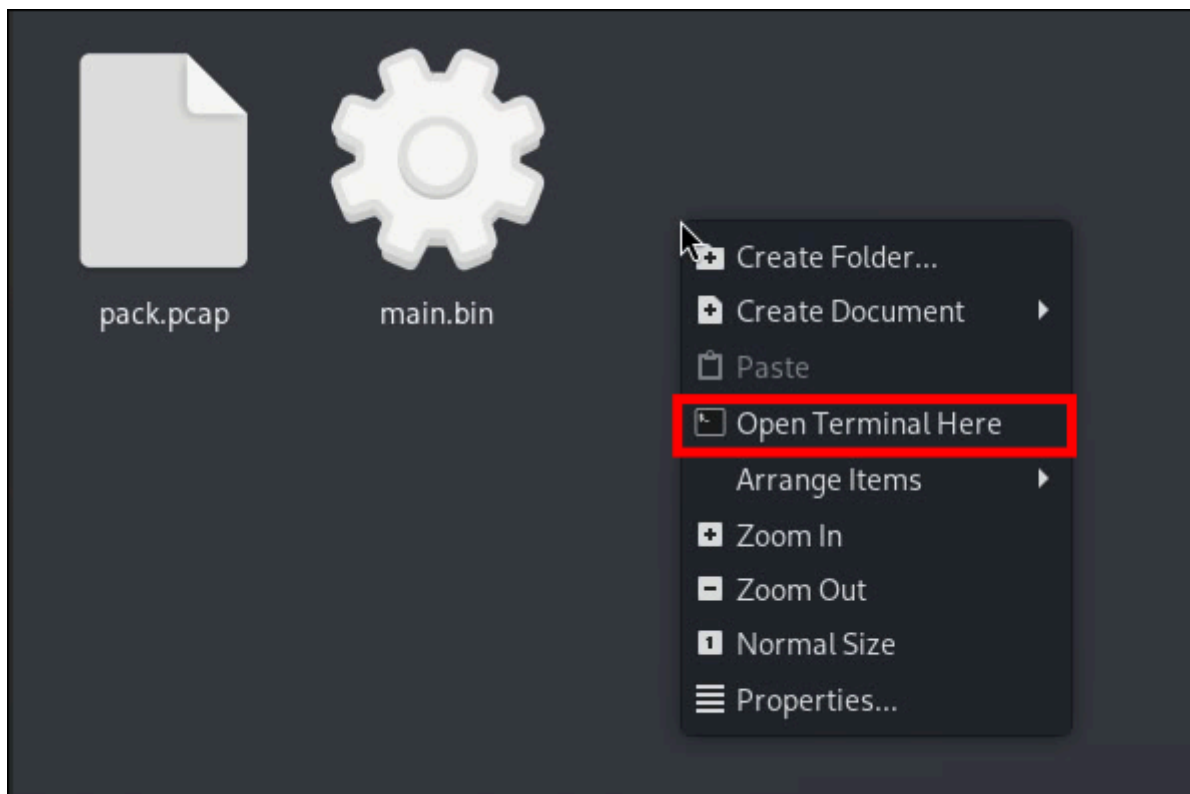 pack.pcap
main.bin
Create Folder...
Create Document
Paste
Open Terminal Here
Arrange Items
Zoom In
Zoom Out
Normal Size
Properties...